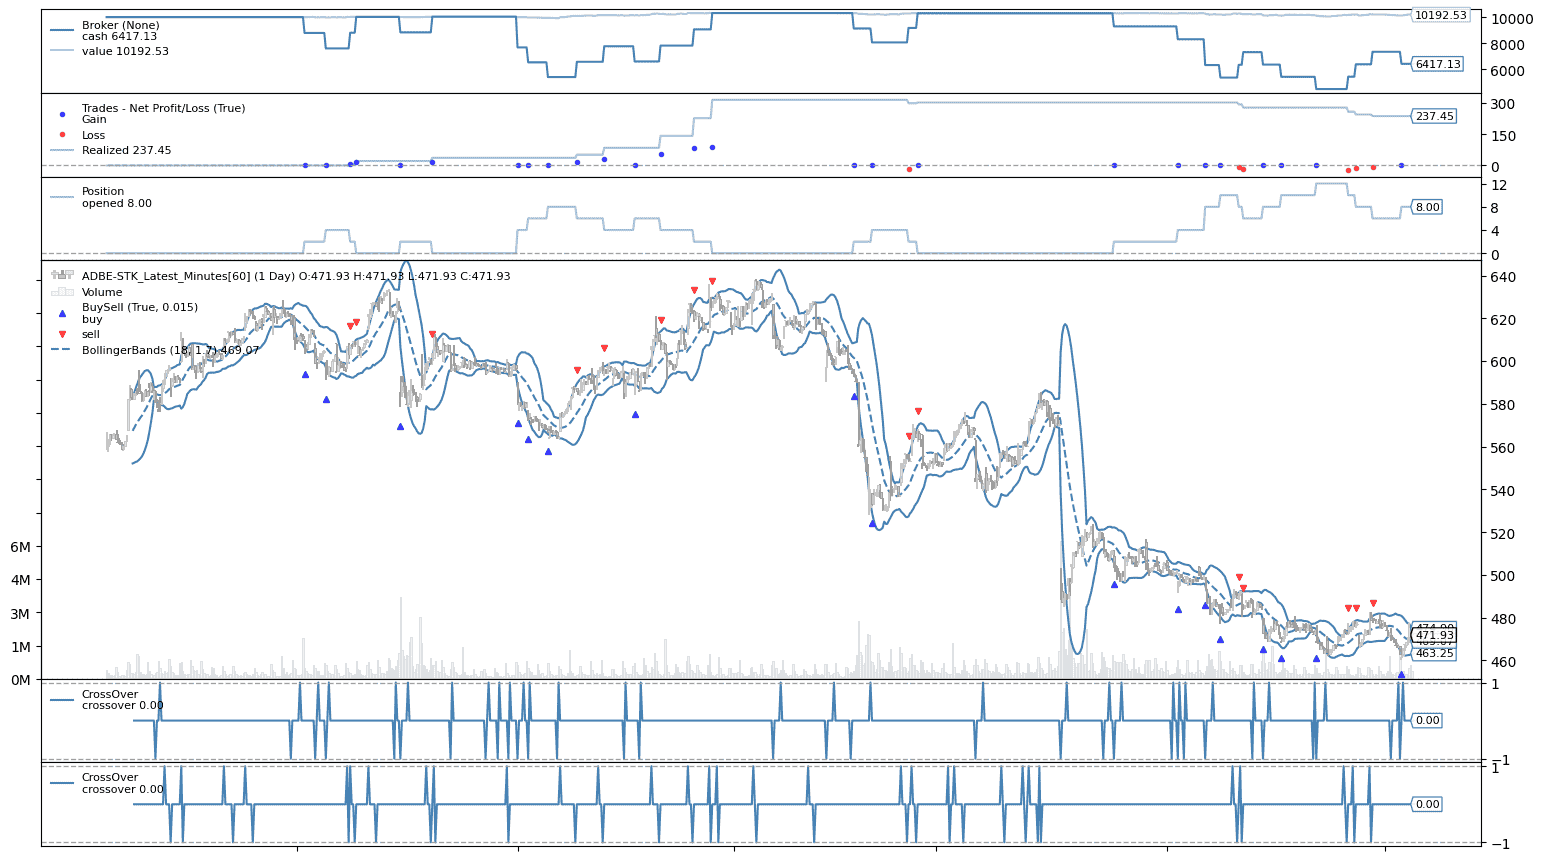 Broker (None)
cash 6417.13
value 10192.53
10192.53
10000
8000
6417.13
6000
Trades - Net Profit/Loss (True)
Gain
Loss
Realized 237.45
300
237.45
150
0
Position
opened 8.00
12
8.00
8
4
0
ADBE-STK_Latest_Minutes[60] (1 Day) O:471.93 H:471.93 L:471.93 C:471.93
Volume
BuySell (True, 0.015)
buy
sell
BollingerBands (18, 1.7) 469.07
640
620
600
580
560
540
520
500
480
460
6M
4M
3M
1M
0M
471.93
463.25
CrossOver
crossover 0.00
1
0.00
−1
CrossOver
crossover 0.00
1
0.00
−1